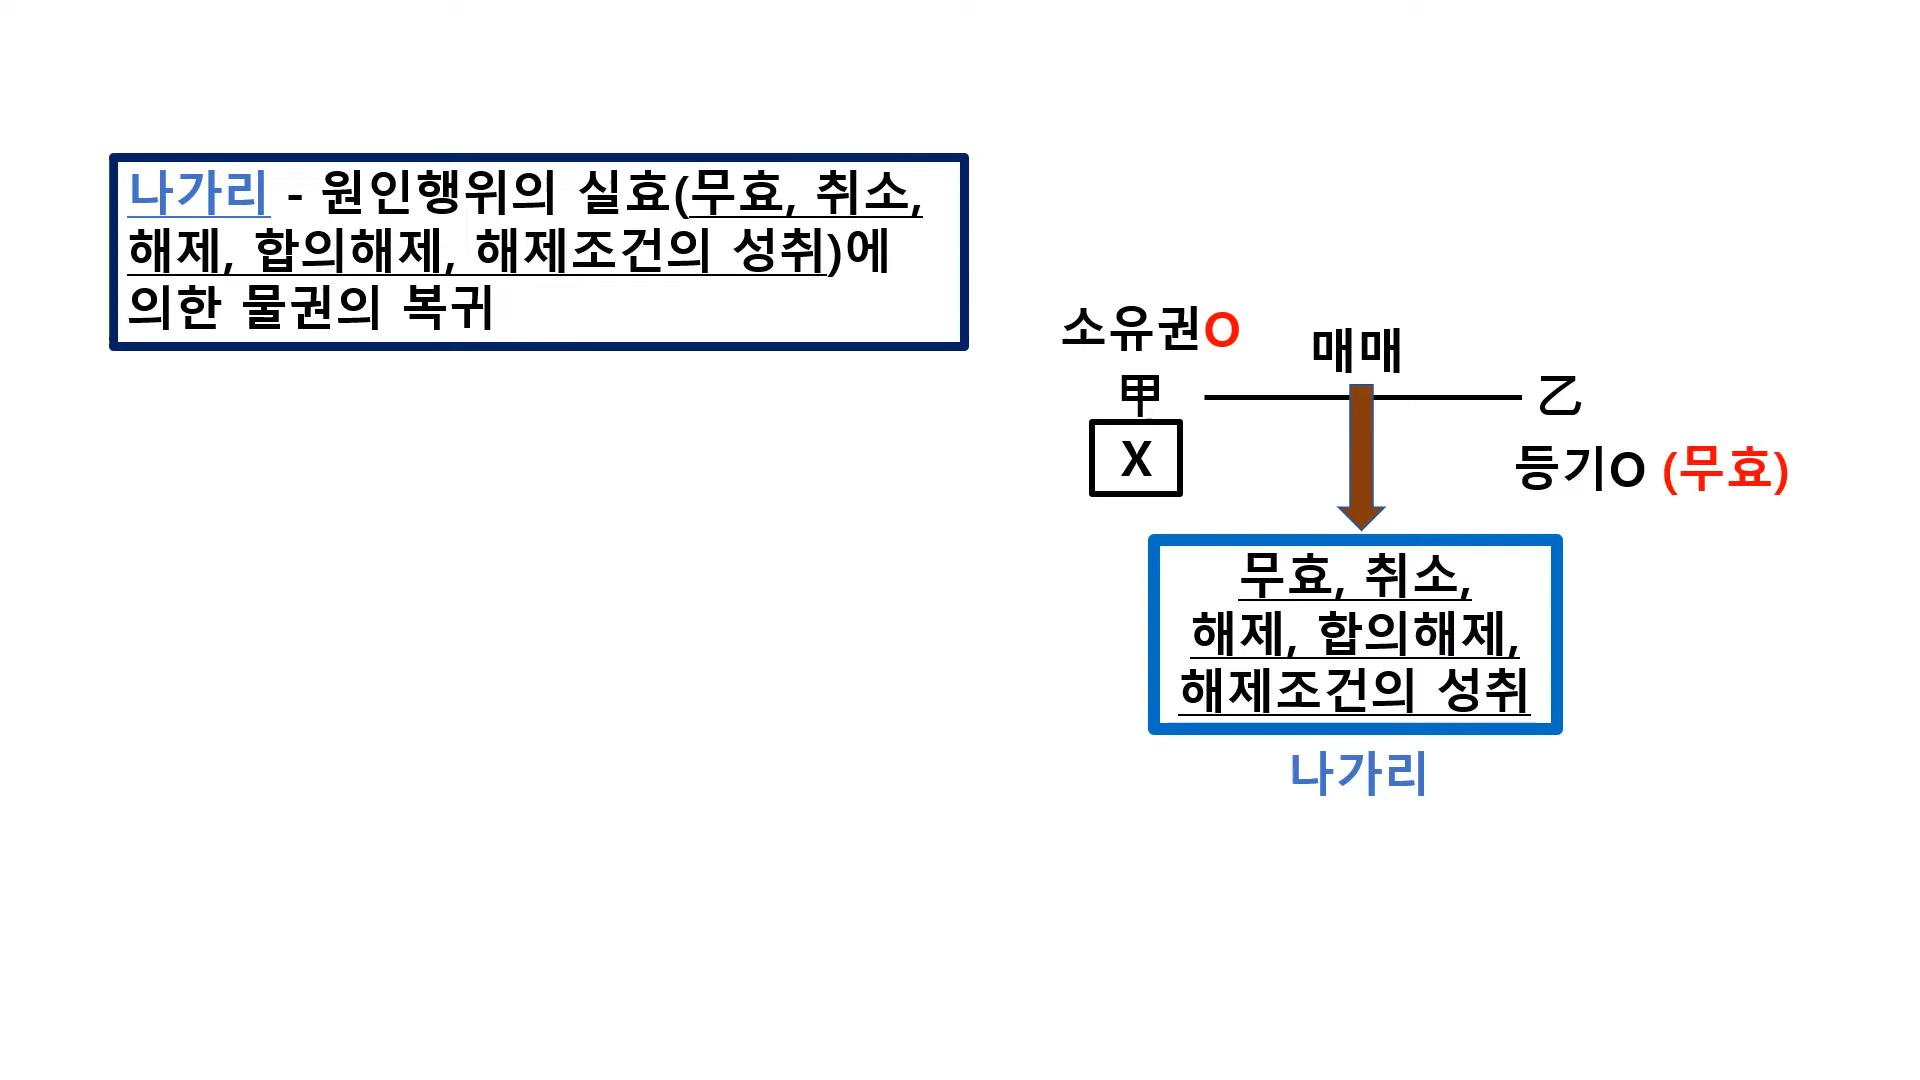 나가리 - 원인행위의 실효(무효, 취소,
해제, 합의해제, 해제조건의 성취)에
의한 물권의 복귀
소유권O
매매
甲
乙
X
등기O (무효)
무효, 취소,
해제, 합의해제,
해제조건의 성취
나가리